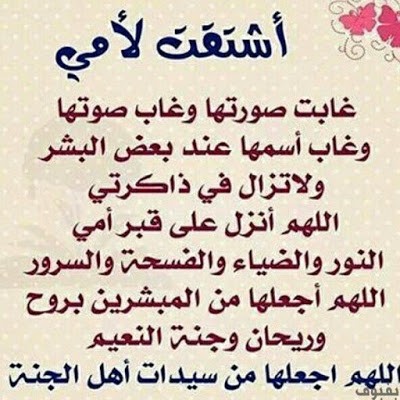 أشتقت لأمي
غابت صورتها وغاب صوتها
وغاب أسمها عند بعض البشر
ولاتزال في ذاكرتي
اللهم أنزل على قبر أمي
النور والضياء والفسحة والسرور
اللهم أجعلها من المبشرين بروح
وريحان وجنة النعيم
اللهم اجعلها من سيدات أهل الجنة